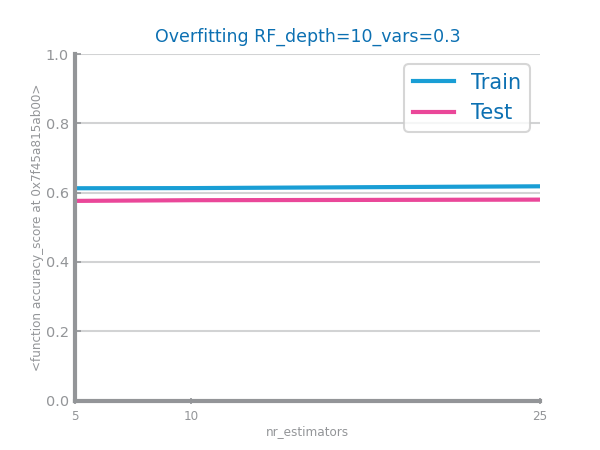 Overfitting RF_depth=10_vars=0.3
1.0
0.8
0.6
0.4
0.2
0.0
<function accuracy_score at 0x7f45a815ab00>
Train
Test
5
10
25
nr_estimators